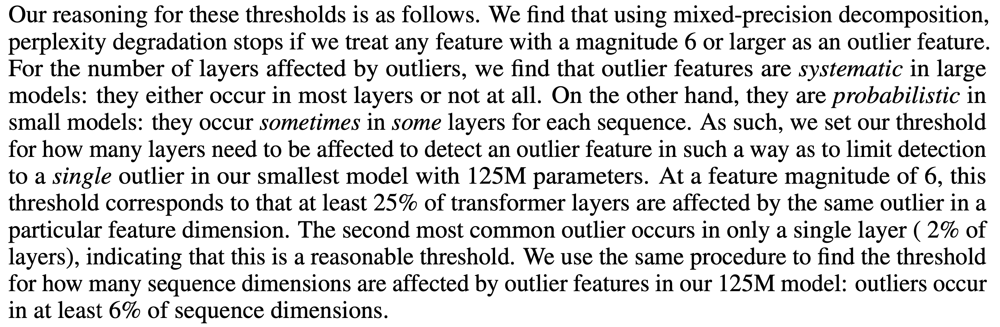 Our reasoning for these thresholds is as follows. We find that using mixed-precision decomposition,
perplexity degradation stops if we treat any feature with a magnitude 6 or larger as an outlier feature.
For the number of layers affected by outliers, we find that outlier features are systematic in large
models: they either occur in most layers or not at all. On the other hand, they are probabilistic in
small models: they occur sometimes in some layers for each sequence. As such, we set our threshold
for how many layers need to be affected to detect an outlier feature in such a way as to limit detection
to a single outlier in our smallest model with 125M parameters. At a feature magnitude of 6, this
threshold corresponds to that at least 25% of transformer layers are affected by the same outlier in a
particular feature dimension. The second most common outlier occurs in only a single layer ( 2% of
layers), indicating that this is a reasonable threshold. We use the same procedure to find the threshold
for how many sequence dimensions are affected by outlier features in our 125M model: outliers occur
in at least 6% of sequence dimensions.